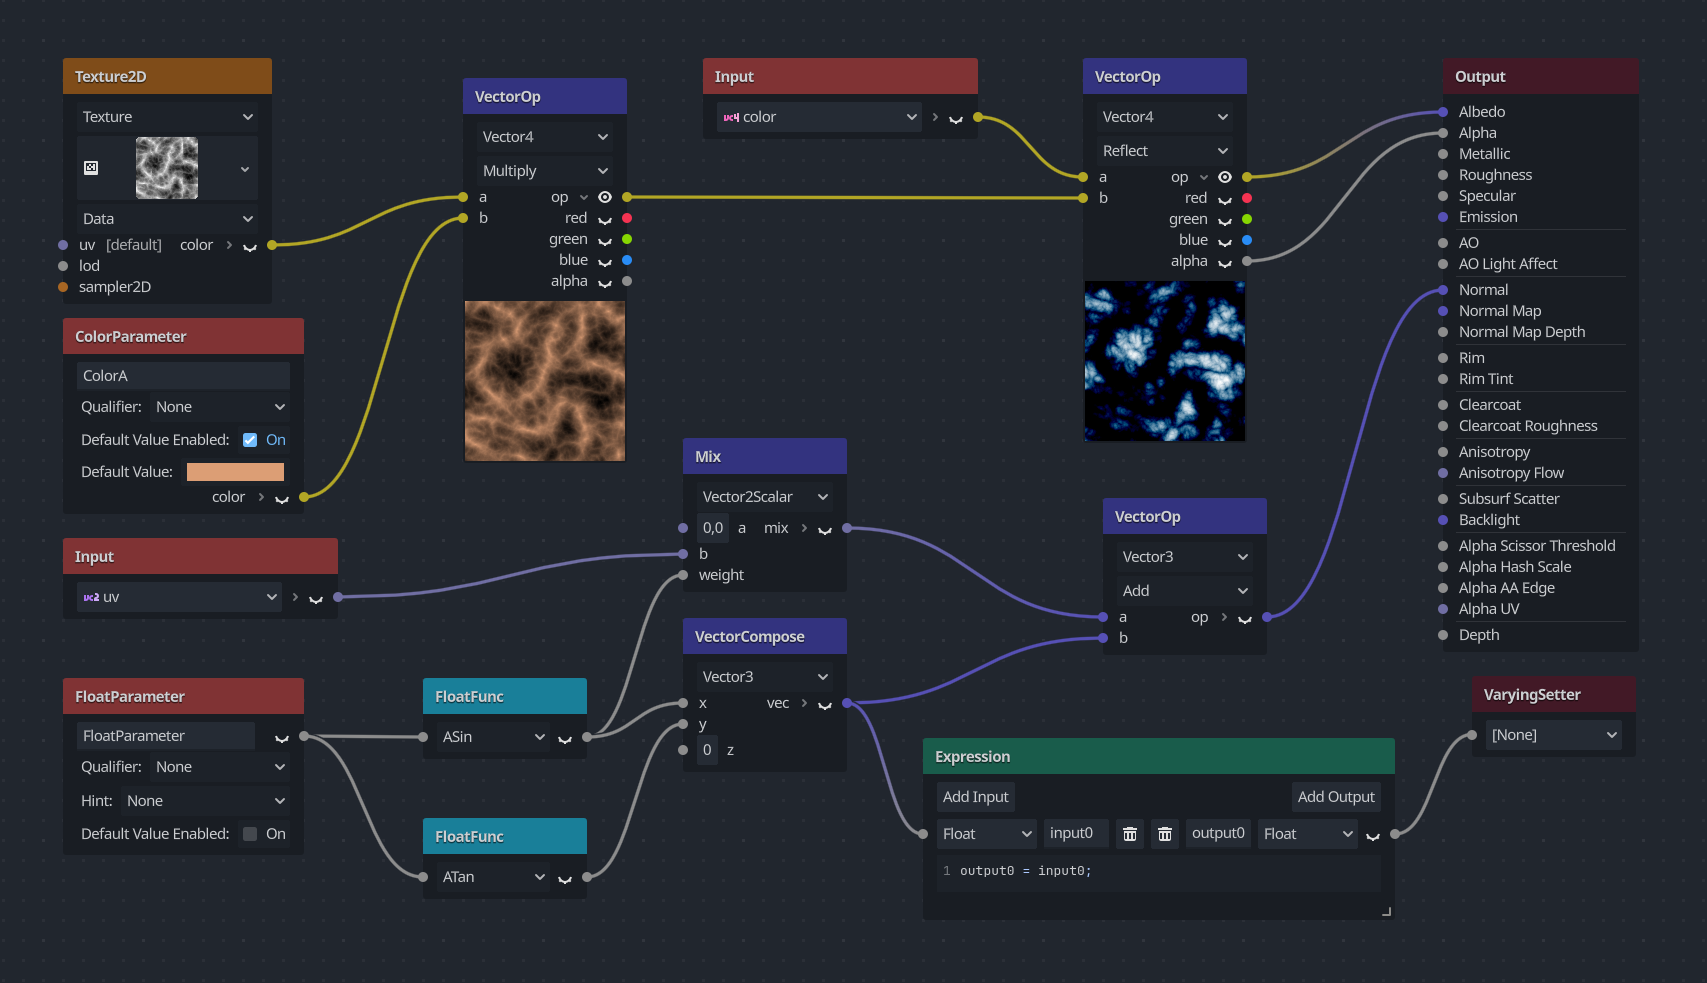 Texture2D
Texture
Data
uv [default] color
lod
sampler2D
ColorParameter
ColorA
Qualifier: None
Default Value Enabled: On
Default Value:
color
Input
uv
FloatParameter
FloatParameter
Qualifier: None
Hint: None
Default Value Enabled: On
VectorOp
Vector4
Multiply
a op
b red
green
blue
alpha
FloatFunc
ASin
FloatFunc
ATan
Input
color
Mix
Vector2Scalar
0,0 a mix
b
weight
VectorCompose
Vector3
x vec
y
0 z
VectorOp
Vector4
Reflect
a op
b red
green
blue
alpha
VectorOp
Vector3
Add
a op
b
Expression
Add Input Add Output
Float input0 output0 Float
1 output0 = input0;
Output
Albedo
Alpha
Metallic
Roughness
Specular
Emission
AO
AO Light Affect
Normal
Normal Map
Normal Map Depth
Rim
Rim Tint
Clearcoat
Clearcoat Roughness
Anisotropy
Anisotropy Flow
Subsurf Scatter
Backlight
Alpha Scissor Threshold
Alpha Hash Scale
Alpha AA Edge
Alpha UV
Depth
VaryingSetter
[None]